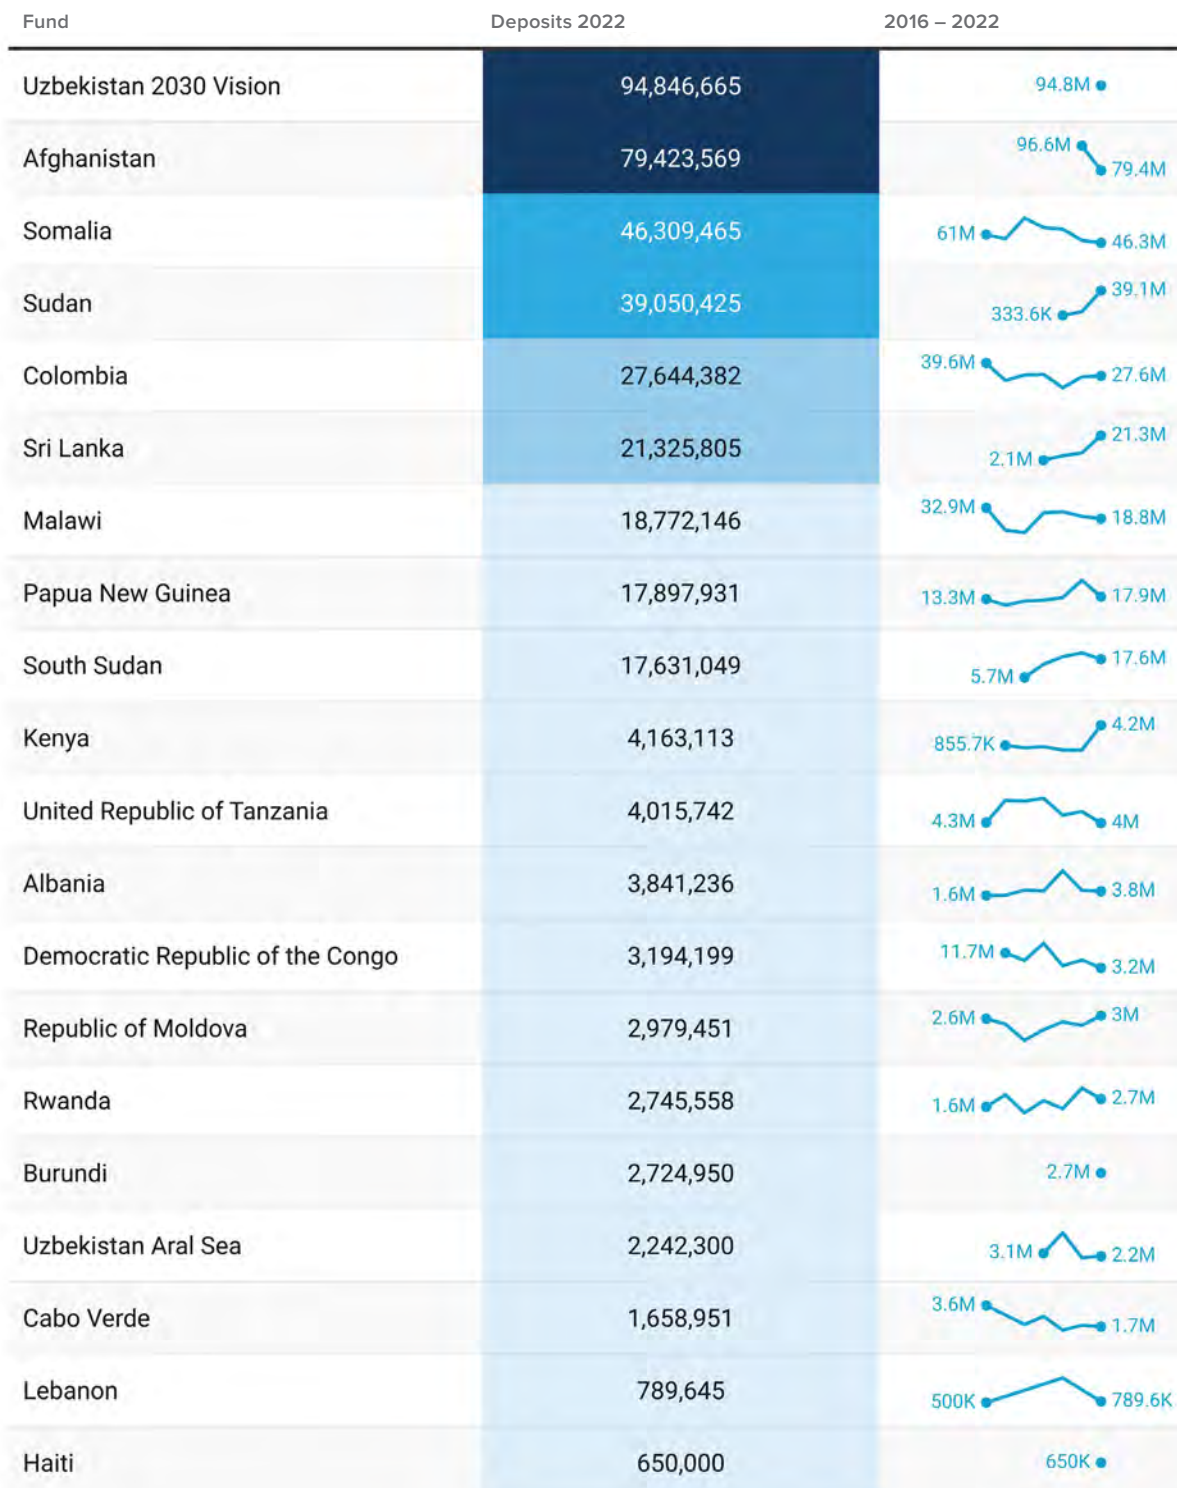 Fund Deposits 2022 2016 – 2022
Uzbekistan 2030 Vision 94,846,665 94.8M
Afghanistan 79,423,569 96.6M 79.4M
Somalia 46,309,465 61M 46.3M
Sudan 39,050,425 333.6K 39.1M
Colombia 27,644,382 39.6M 27.6M
Sri Lanka 21,325,805 2.1M 21.3M
Malawi 18,772,146 32.9M 18.8M
Papua New Guinea 17,897,931 13.3M 17.9M
South Sudan 17,631,049 5.7M 17.6M
Kenya 4,163,113 855.7K 4.2M
United Republic of Tanzania 4,015,742 4.3M 4M
Albania 3,841,236 1.6M 3.8M
Democratic Republic of the Congo 3,194,199 11.7M 3.2M
Republic of Moldova 2,979,451 2.6M 3M
Rwanda 2,745,558 1.6M 2.7M
Burundi 2,724,950 2.7M
Uzbekistan Aral Sea 2,242,300 3.1M 2.2M
Cabo Verde 1,658,951 3.6M 1.7M
Lebanon 789,645 500K 789.6K
Haiti 650,000 650K